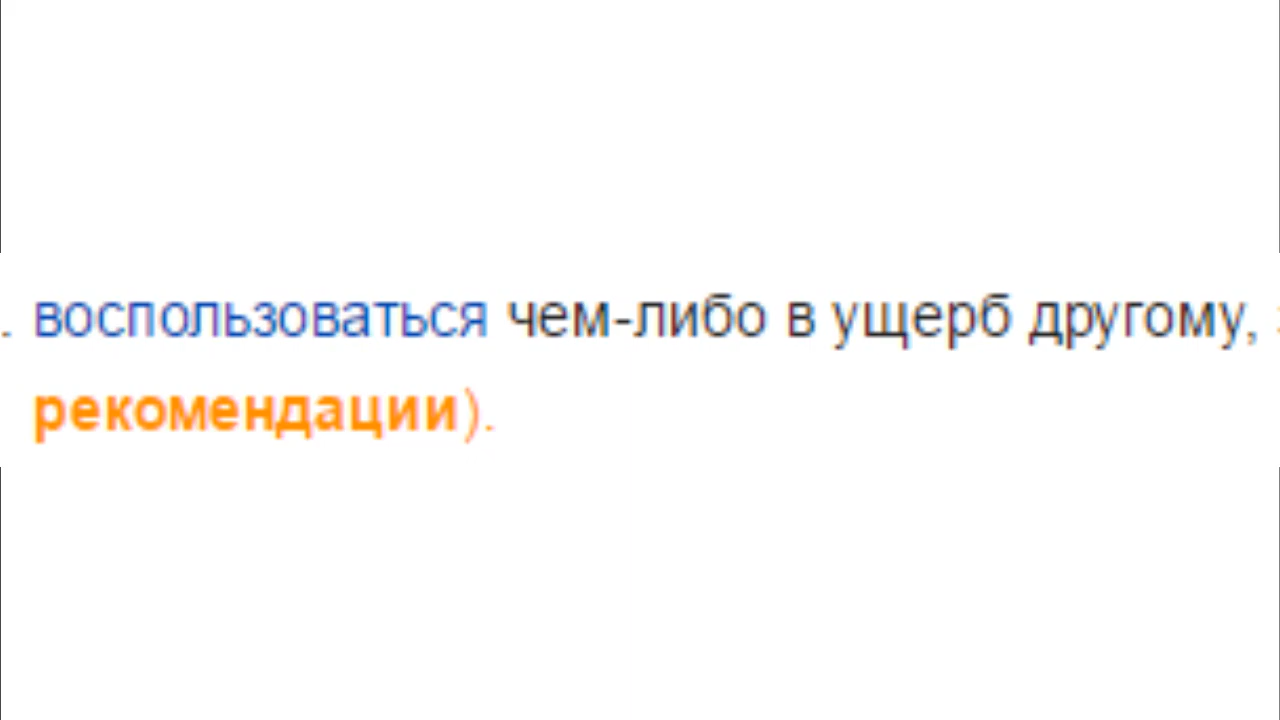 . воспользоваться чем-либо в ущерб другому,
рекомендации).